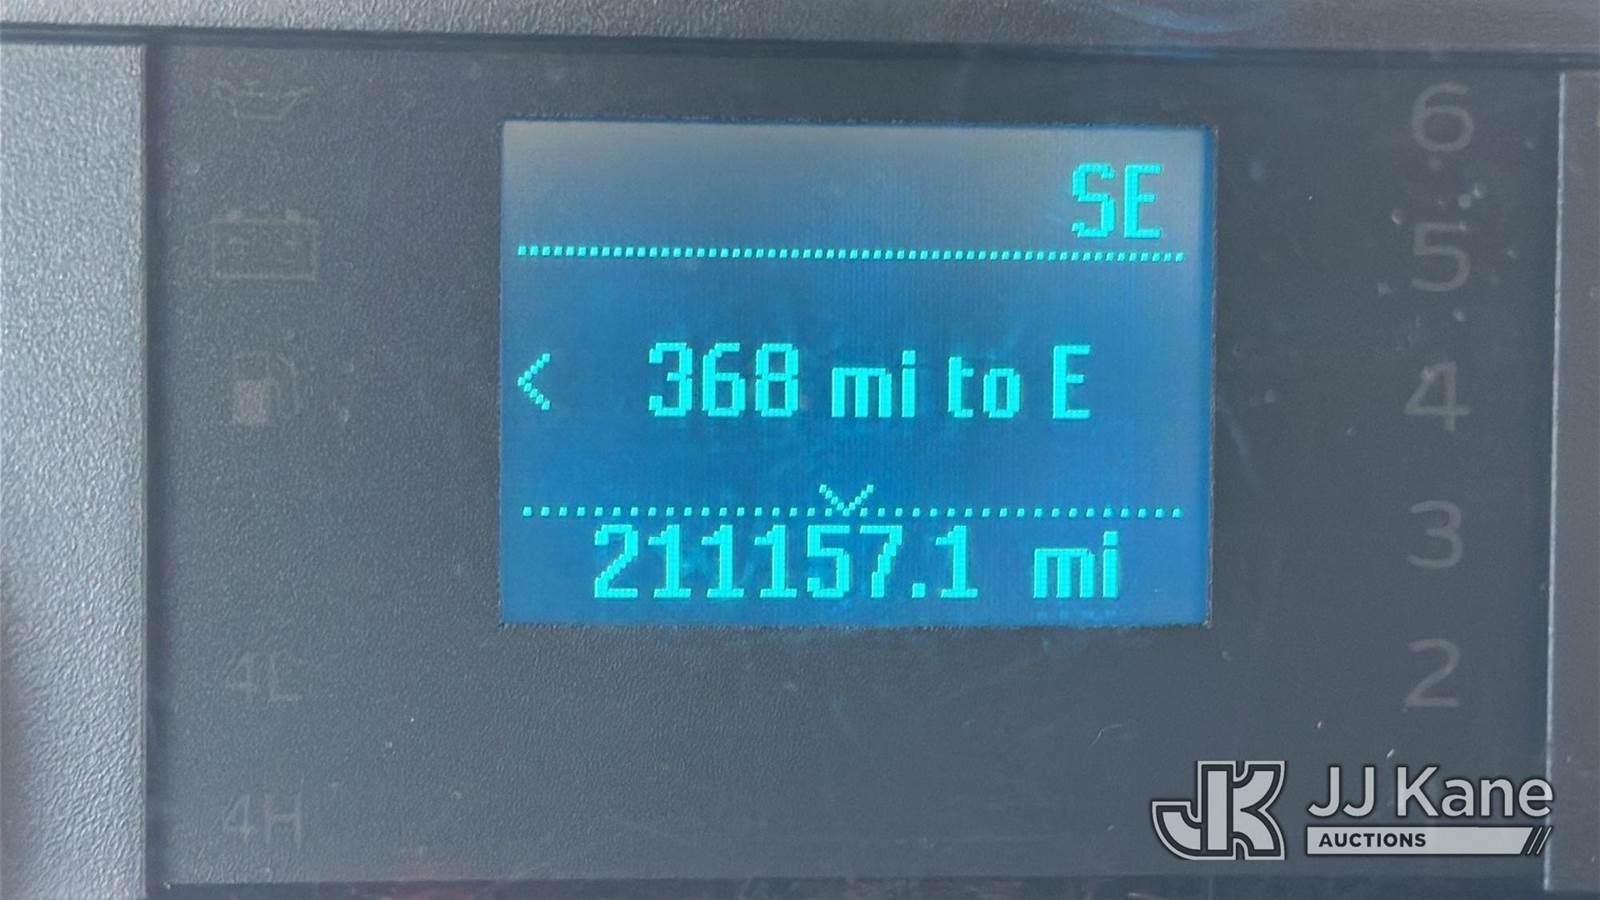 SE
< 368 mi to E
211157.1 mi
6
5
4
3
2
4L
4H
JK JJ Kane
AUCTIONS